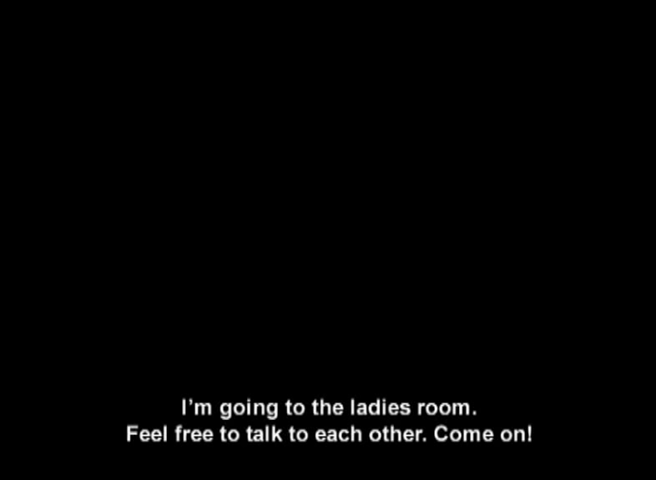 I’m going to the ladies room.
Feel free to talk to each other. Come on!